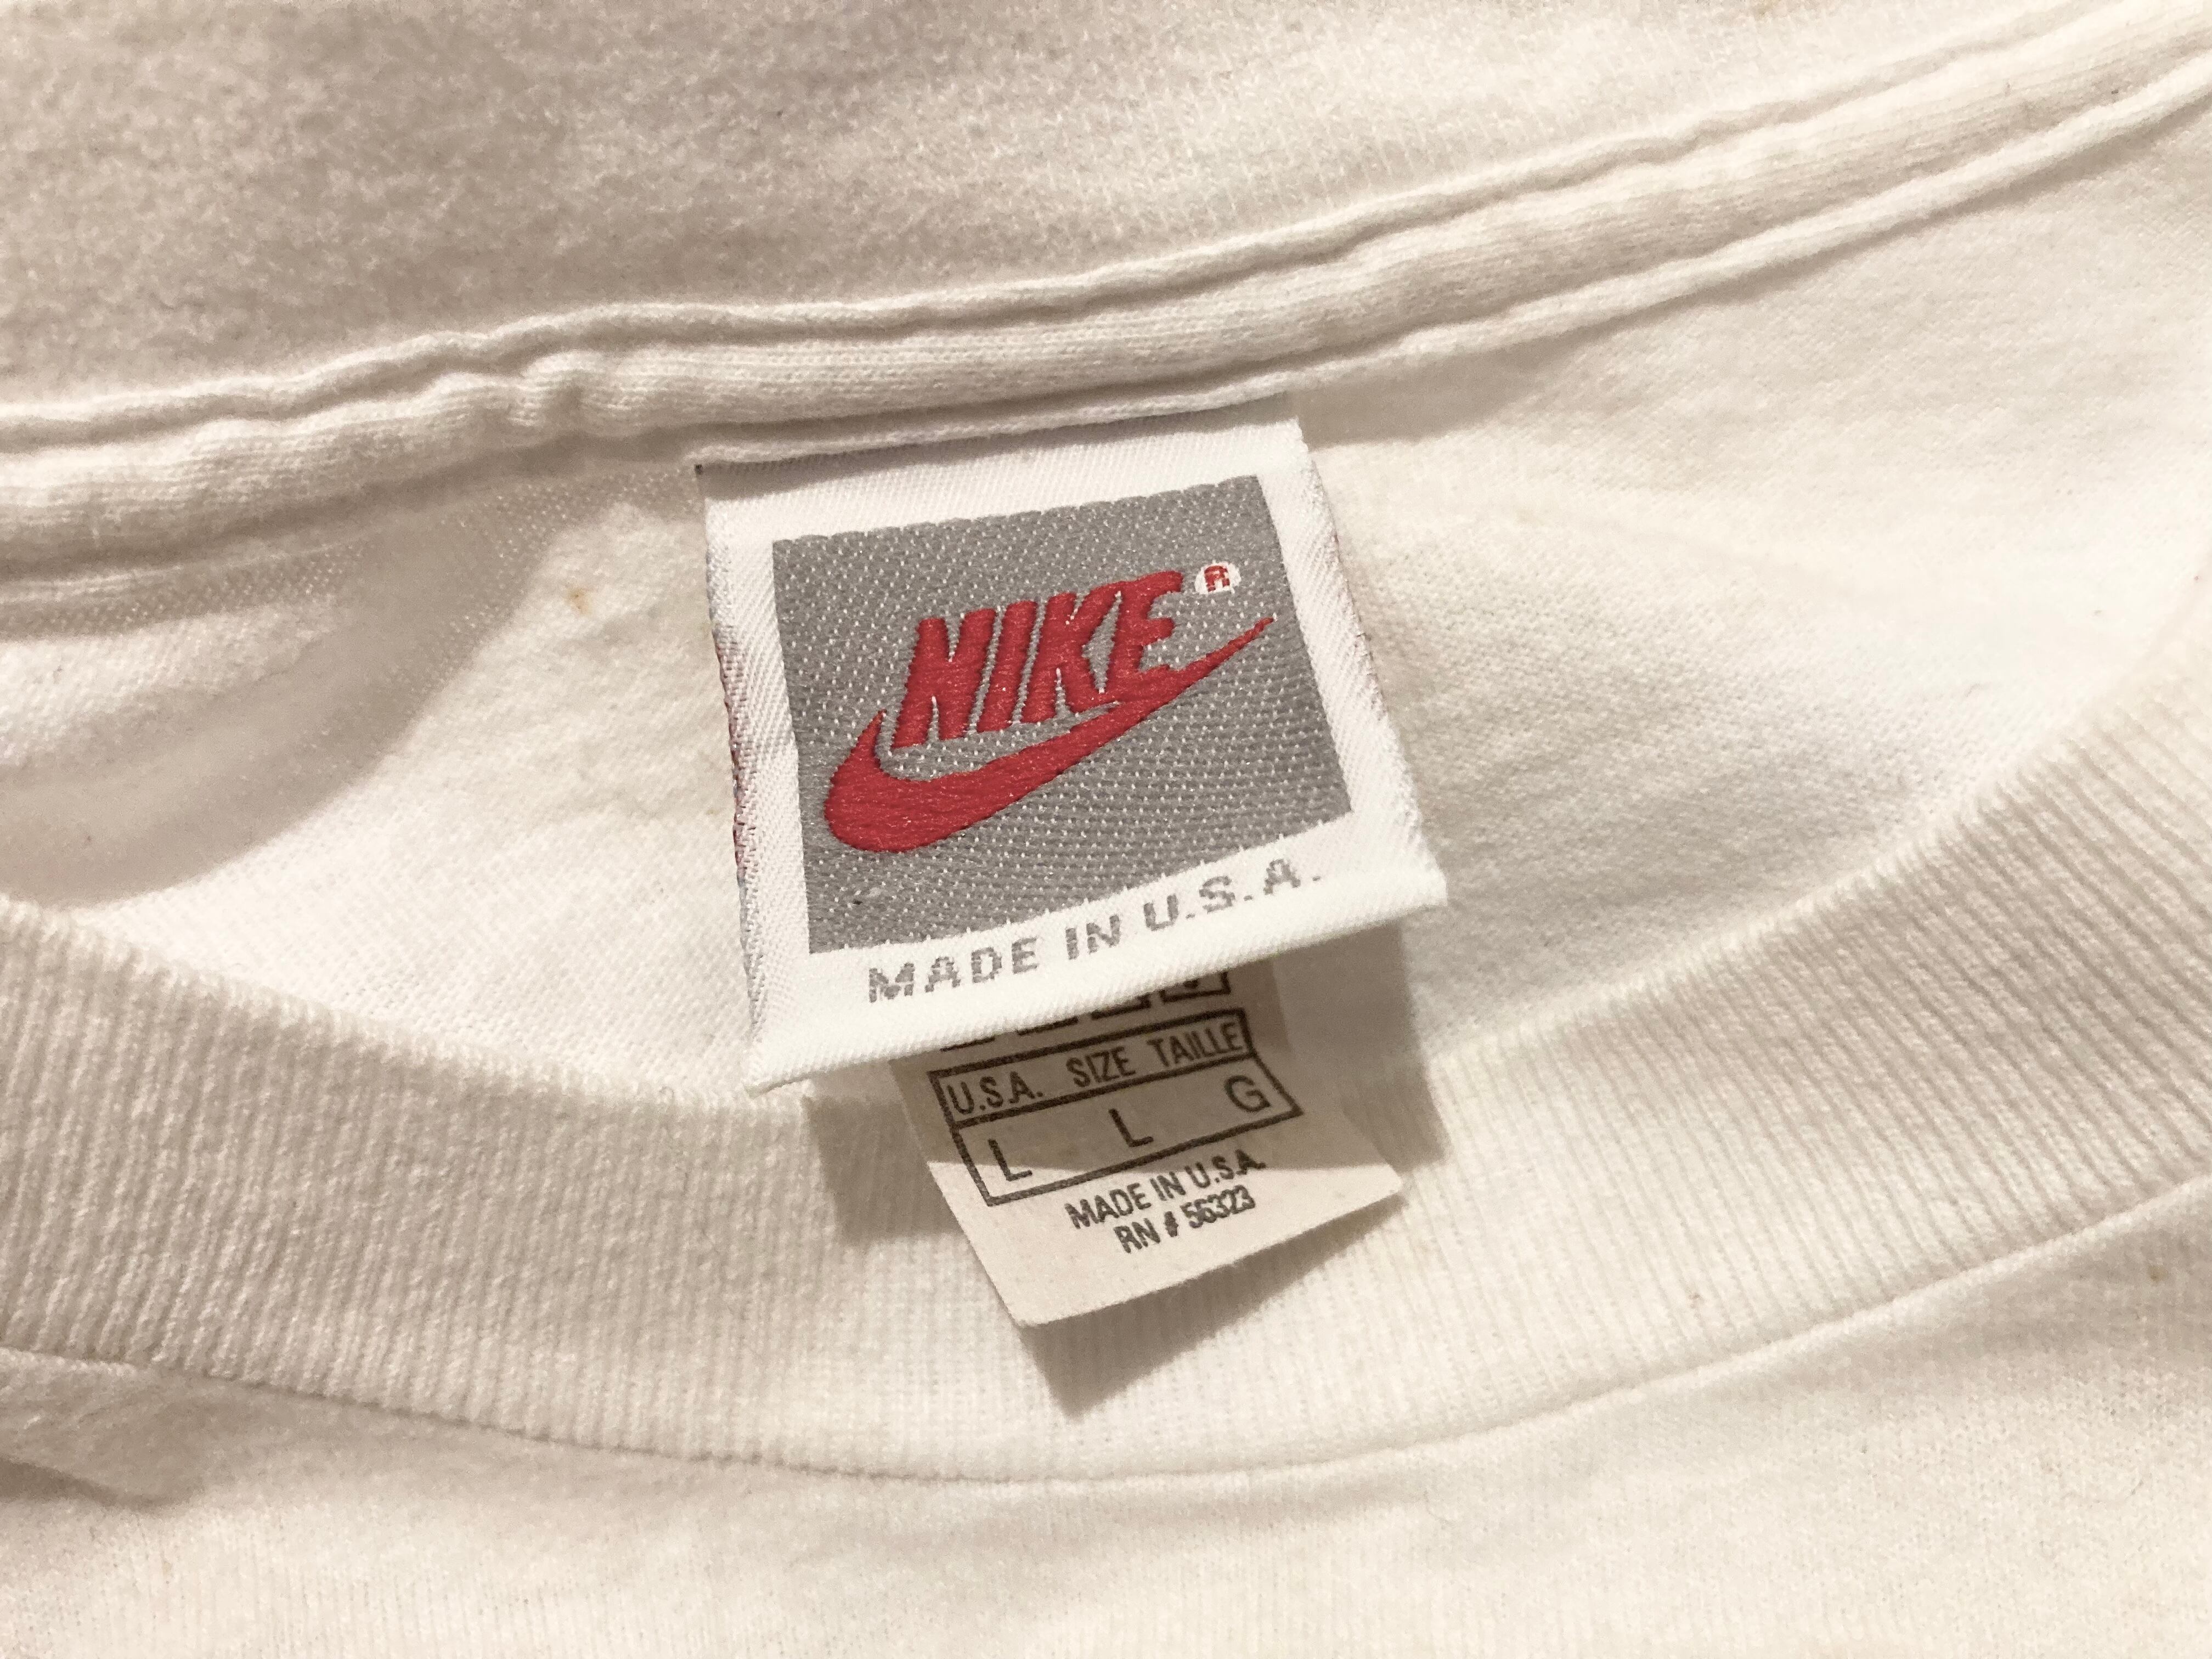 NIKE ®
MADE IN U.S.A.
U.S.A. SIZE TAILLE
L L G
MADE IN U.S.A.
RN # 56323